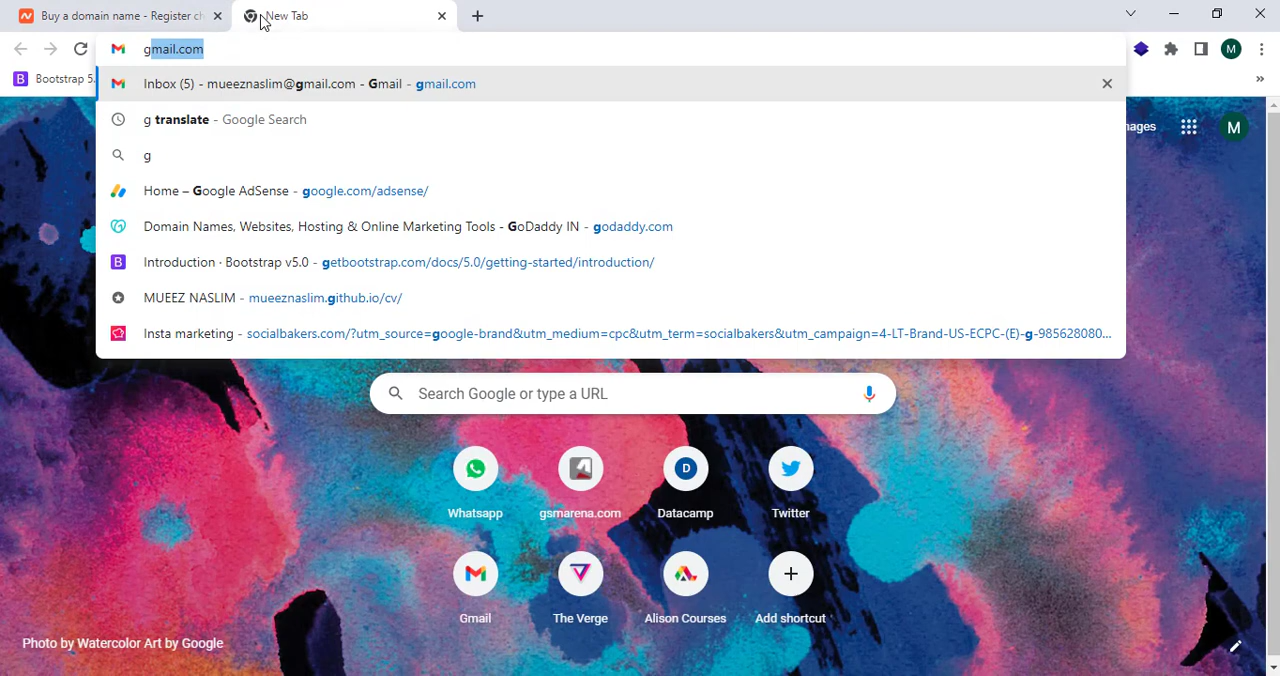 Buy a domain name - Register ch
New Tab
gmail.com
M
Bootstrap 5.
»
Inbox (5) - mueeznaslim@gmail.com - Gmail - gmail.com
g translate - Google Search
g
Home – Google AdSense - google.com/adsense/
Domain Names, Websites, Hosting & Online Marketing Tools - GoDaddy IN - godaddy.com
Introduction · Bootstrap v5.0 - getbootstrap.com/docs/5.0/getting-started/introduction/
MUEEZ NASLIM - mueeznaslim.github.io/cv/
Insta marketing - socialbakers.com/?utm_source=google-brand&utm_medium=cpc&utm_term=socialbakers&utm_campaign=4-LT-Brand-US-ECPC-(E)-g-985628080...
mages
M
Search Google or type a URL
D
Whatsapp
gsmarena.com
Datacamp
Twitter
Gmail
The Verge
Alison Courses
Add shortcut
Photo by Watercolor Art by Google